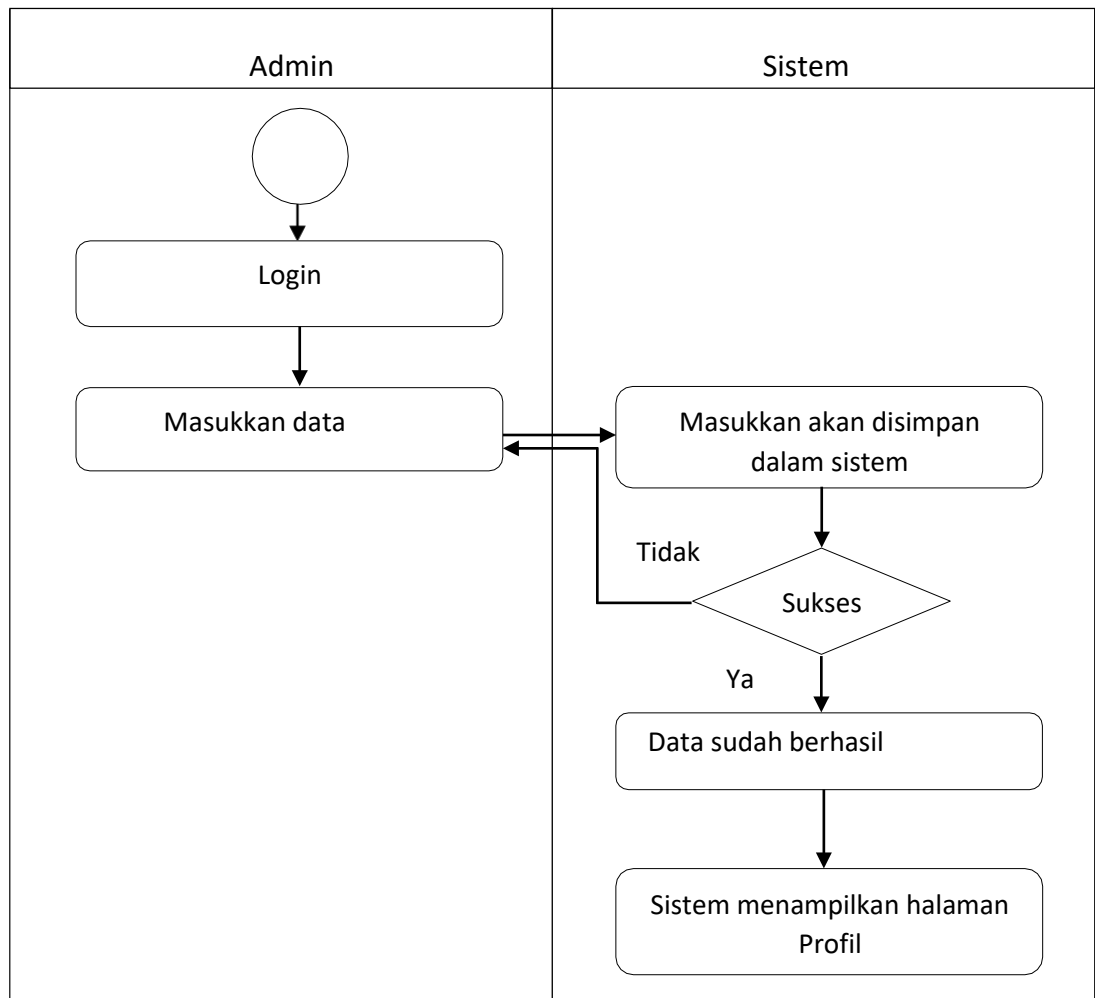 Admin
Sistem
Login
Masukkan data
Masukkan akan disimpan
dalam sistem
Tidak
Sukses
Ya
Data sudah berhasil
Sistem menampilkan halaman
Profil